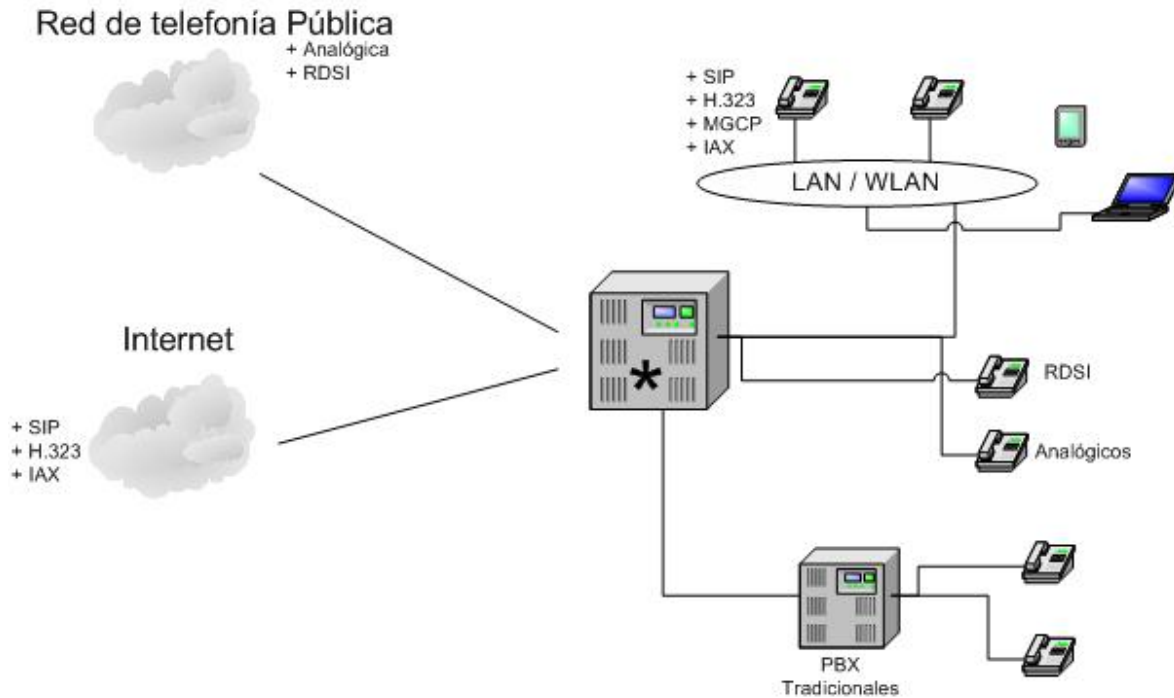 Red de telefonía Pública
+ Analógica
+ RDSI
+ SIP
+ H.323
+ MGCP
+ IAX
LAN / WLAN
Internet
+ SIP
+ H.323
+ IAX
*
RDSI
Analógicos
PBX
Tradicionales